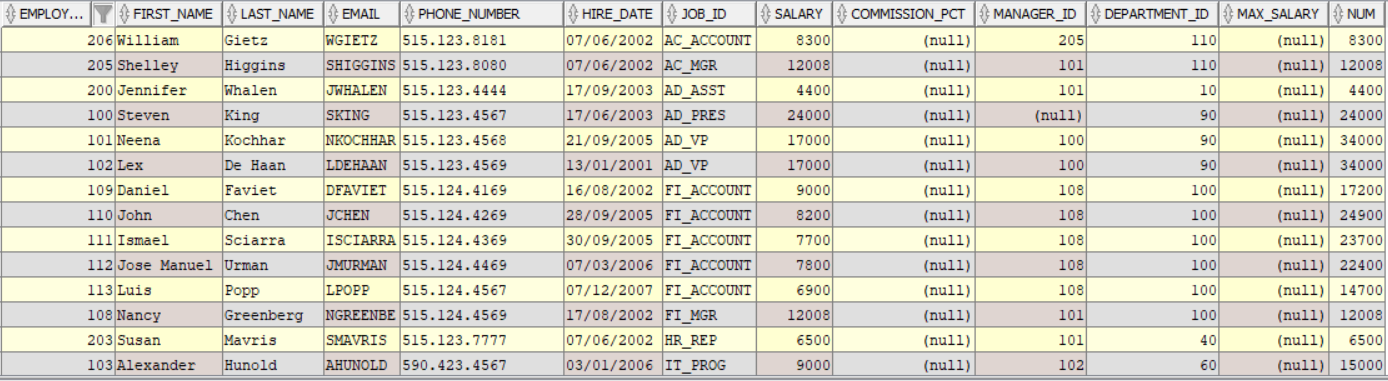 EMPLOY... FIRST_NAME LAST_NAME EMAIL PHONE_NUMBER HIRE_DATE JOB_ID SALARY COMMISSION_PCT MANAGER_ID DEPARTMENT_ID MAX_SALARY NUM
206 William Gietz WGIETZ 515.123.8181 07/06/2002 AC_ACCOUNT 8300 (null) 205 110 (null) 8300
205 Shelley Higgins SHIGGINS 515.123.8080 07/06/2002 AC_MGR 12008 (null) 101 110 (null) 12008
200 Jennifer Whalen JWHALEN 515.123.4444 17/09/2003 AD_ASST 4400 (null) 101 10 (null) 4400
100 Steven King SKING 515.123.4567 17/06/2003 AD_PRES 24000 (null) (null) 90 (null) 24000
101 Neena Kochhar NKOCHHAR 515.123.4568 21/09/2005 AD_VP 17000 (null) 100 90 (null) 34000
102 Lex De Haan LDEHAAN 515.123.4569 13/01/2001 AD_VP 17000 (null) 100 90 (null) 34000
109 Daniel Faviet DFAVIET 515.124.4169 16/08/2002 FI_ACCOUNT 9000 (null) 108 100 (null) 17200
110 John Chen JCHEN 515.124.4269 28/09/2005 FI_ACCOUNT 8200 (null) 108 100 (null) 24900
111 Ismael Sciarra ISCIARRA 515.124.4369 30/09/2005 FI_ACCOUNT 7700 (null) 108 100 (null) 23700
112 Jose Manuel Urman JMURMAN 515.124.4469 07/03/2006 FI_ACCOUNT 7800 (null) 108 100 (null) 22400
113 Luis Popp LPOPP 515.124.4567 07/12/2007 FI_ACCOUNT 6900 (null) 108 100 (null) 14700
108 Nancy Greenberg NGREENBE 515.124.4569 17/08/2002 FI_MGR 12008 (null) 101 100 (null) 12008
203 Susan Mavris SMAVRIS 515.123.7777 07/06/2002 HR_REP 6500 (null) 101 40 (null) 6500
103 Alexander Hunold AHUNOLD 590.423.4567 03/01/2006 IT_PROG 9000 (null) 102 60 (null) 15000